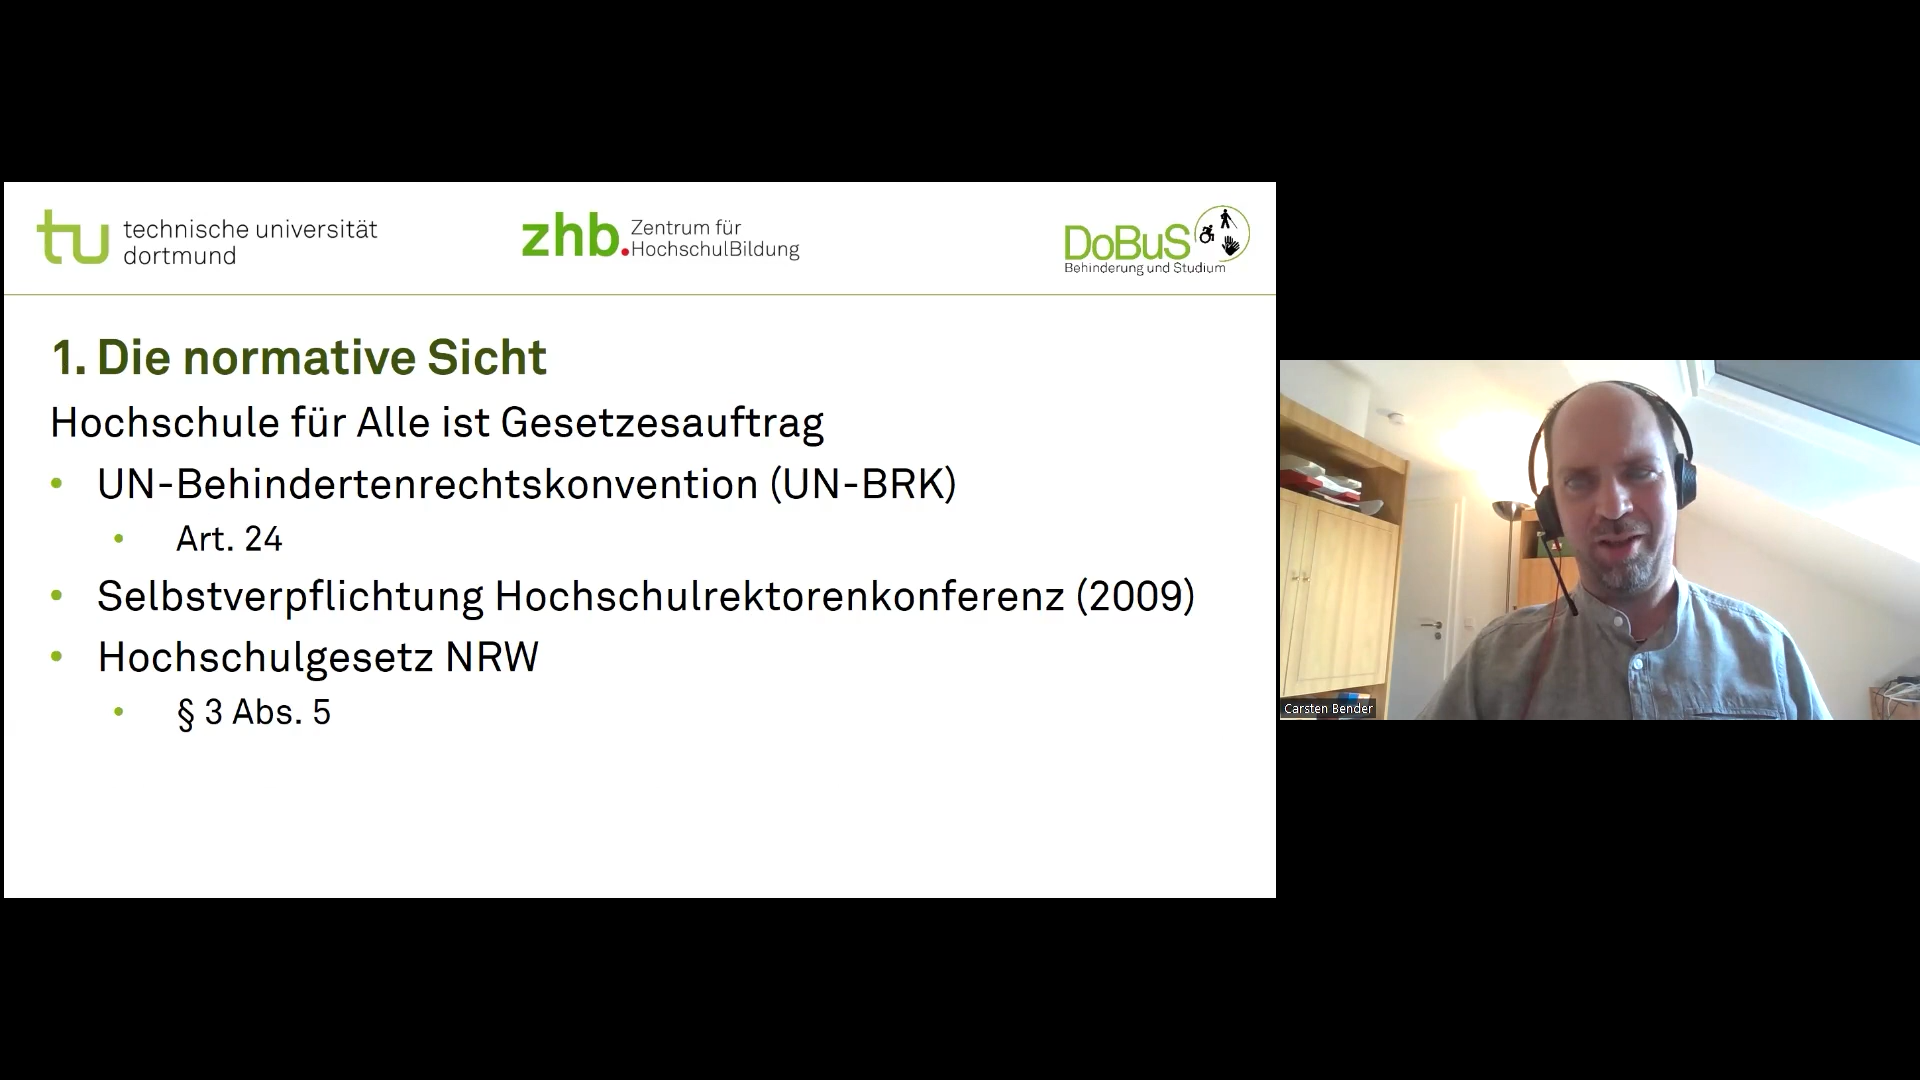 technische universität
dortmund
zhb. Zentrum für
HochschulBildung
DoBuS
Behinderung und Studium
1. Die normative Sicht
Hochschule für Alle ist Gesetzesauftrag
• UN-Behindertenrechtskonvention (UN-BRK)
• Art. 24
• Selbstverpflichtung Hochschulrektorenkonferenz (2009)
• Hochschulgesetz NRW
• § 3 Abs. 5
Carsten Bender